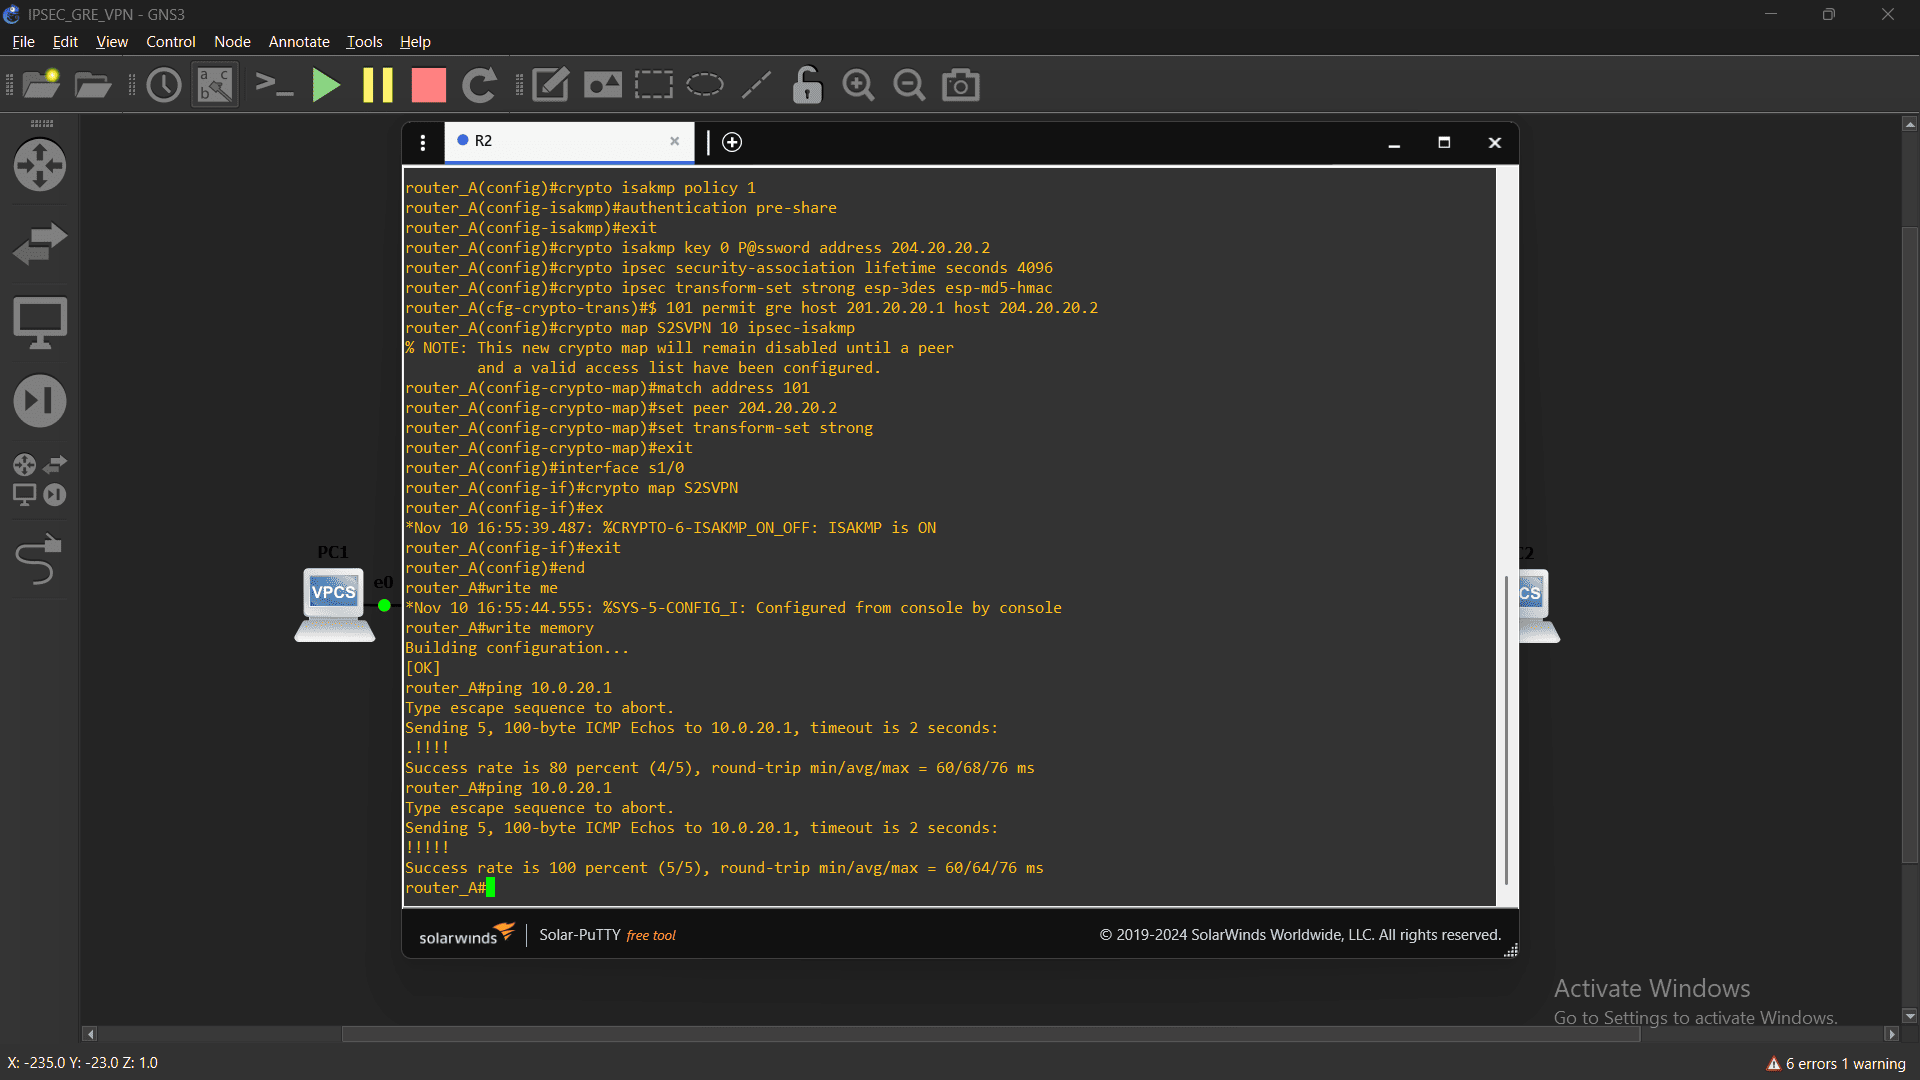 IPSEC_GRE_VPN - GNS3
File Edit View Control Node Annotate Tools Help
R2
router_A(config)#crypto isakmp policy 1
router_A(config-isakmp)#authentication pre-share
router_A(config-isakmp)#exit
router_A(config)#crypto isakmp key 0 P@ssword address 204.20.20.2
router_A(config)#crypto ipsec security-association lifetime seconds 4096
router_A(config)#crypto ipsec transform-set strong esp-3des esp-md5-hmac
router_A(cfg-crypto-trans)#$ 101 permit gre host 201.20.20.1 host 204.20.20.2
router_A(config)#crypto map S2SVPN 10 ipsec-isakmp
% NOTE: This new crypto map will remain disabled until a peer
and a valid access list have been configured.
router_A(config-crypto-map)#match address 101
router_A(config-crypto-map)#set peer 204.20.20.2
router_A(config-crypto-map)#set transform-set strong
router_A(config-crypto-map)#exit
router_A(config)#interface s1/0
router_A(config-if)#crypto map S2SVPN
router_A(config-if)#ex
*Nov 10 16:55:39.487: %CRYPTO-6-ISAKMP_ON_OFF: ISAKMP is ON
router_A(config-if)#exit
router_A(config)#end
router_A#write me
*Nov 10 16:55:44.555: %SYS-5-CONFIG_I: Configured from console by console
router_A#write memory
Building configuration...
[OK]
router_A#ping 10.0.20.1
Type escape sequence to abort.
Sending 5, 100-byte ICMP Echos to 10.0.20.1, timeout is 2 seconds:
.!!!!
Success rate is 80 percent (4/5), round-trip min/avg/max = 60/68/76 ms
router_A#ping 10.0.20.1
Type escape sequence to abort.
Sending 5, 100-byte ICMP Echos to 10.0.20.1, timeout is 2 seconds:
!!!!!
Success rate is 100 percent (5/5), round-trip min/avg/max = 60/64/76 ms
router_A#
PC1
VPCS
e0
C2
CS
solarwinds Solar-PuTTY free tool
© 2019-2024 SolarWinds Worldwide, LLC. All rights reserved.
Activate Windows
Go to Settings to activate Windows.
X: -235.0 Y: -23.0 Z: 1.0
6 errors 1 warning